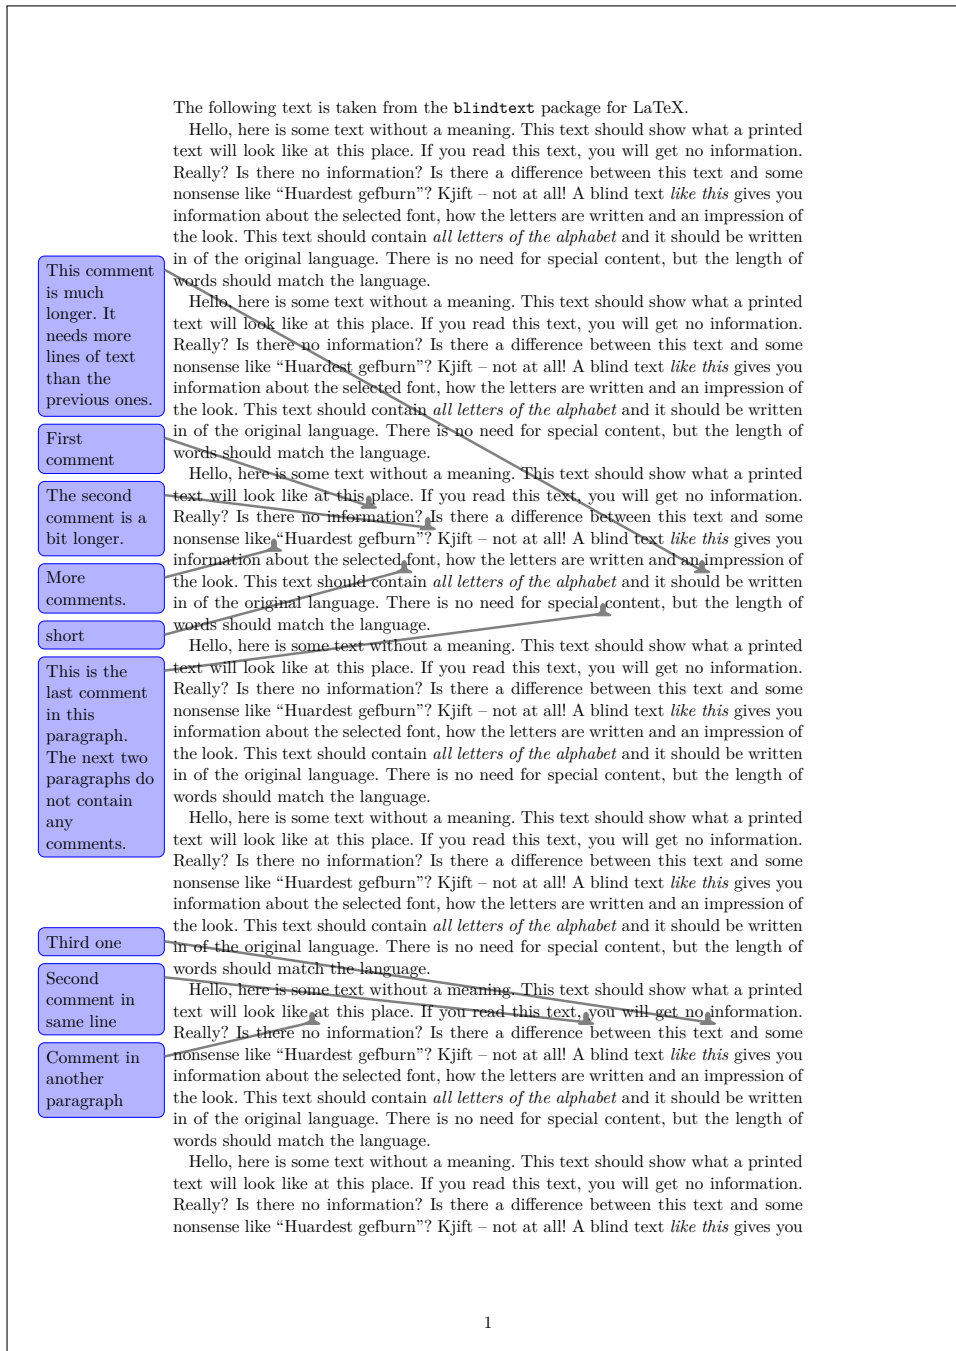 The following text is taken from the blindtext package for LaTeX.
Hello, here is some text without a meaning. This text should show what a printed
text will look like at this place. If you read this text, you will get no information.
Really? Is there no information? Is there a difference between this text and some
nonsense like “Huardest gefburn”? Kjift – not at all! A blind text like this gives you
information about the selected font, how the letters are written and an impression of
the look. This text should contain all letters of the alphabet and it should be written
in of the original language. There is no need for special content, but the length of
words should match the language.
Hello, here is some text without a meaning. This text should show what a printed
text will look like at this place. If you read this text, you will get no information.
Really? Is there no information? Is there a difference between this text and some
nonsense like “Huardest gefburn”? Kjift – not at all! A blind text like this gives you
information about the selected font, how the letters are written and an impression of
the look. This text should contain all letters of the alphabet and it should be written
in of the original language. There is no need for special content, but the length of
words should match the language.
Hello, here is some text without a meaning. This text should show what a printed
text will look like at this place. If you read this text, you will get no information.
Really? Is there no information? Is there a difference between this text and some
nonsense like “Huardest gefburn”? Kjift – not at all! A blind text like this gives you
information about the selected font, how the letters are written and an impression of
the look. This text should contain all letters of the alphabet and it should be written
in of the original language. There is no need for special content, but the length of
words should match the language.
Hello, here is some text without a meaning. This text should show what a printed
text will look like at this place. If you read this text, you will get no information.
Really? Is there no information? Is there a difference between this text and some
nonsense like “Huardest gefburn”? Kjift – not at all! A blind text like this gives you
information about the selected font, how the letters are written and an impression of
the look. This text should contain all letters of the alphabet and it should be written
in of the original language. There is no need for special content, but the length of
words should match the language.
Hello, here is some text without a meaning. This text should show what a printed
text will look like at this place. If you read this text, you will get no information.
Really? Is there no information? Is there a difference between this text and some
nonsense like “Huardest gefburn”? Kjift – not at all! A blind text like this gives you
information about the selected font, how the letters are written and an impression of
the look. This text should contain all letters of the alphabet and it should be written
in of the original language. There is no need for special content, but the length of
words should match the language.
Hello, here is some text without a meaning. This text should show what a printed
text will look like at this place. If you read this text, you will get no information.
Really? Is there no information? Is there a difference between this text and some
nonsense like “Huardest gefburn”? Kjift – not at all! A blind text like this gives you
information about the selected font, how the letters are written and an impression of
the look. This text should contain all letters of the alphabet and it should be written
in of the original language. There is no need for special content, but the length of
words should match the language.
Hello, here is some text without a meaning. This text should show what a printed
text will look like at this place. If you read this text, you will get no information.
Really? Is there no information? Is there a difference between this text and some
nonsense like “Huardest gefburn”? Kjift – not at all! A blind text like this gives you
This comment
is much
longer. It
needs more
lines of text
than the
previous ones.
First
comment
The second
comment is a
bit longer.
More
comments.
short
This is the
last comment
in this
paragraph.
The next two
paragraphs do
not contain
any
comments.
Third one
Second
comment in
same line
Comment in
another
paragraph
1